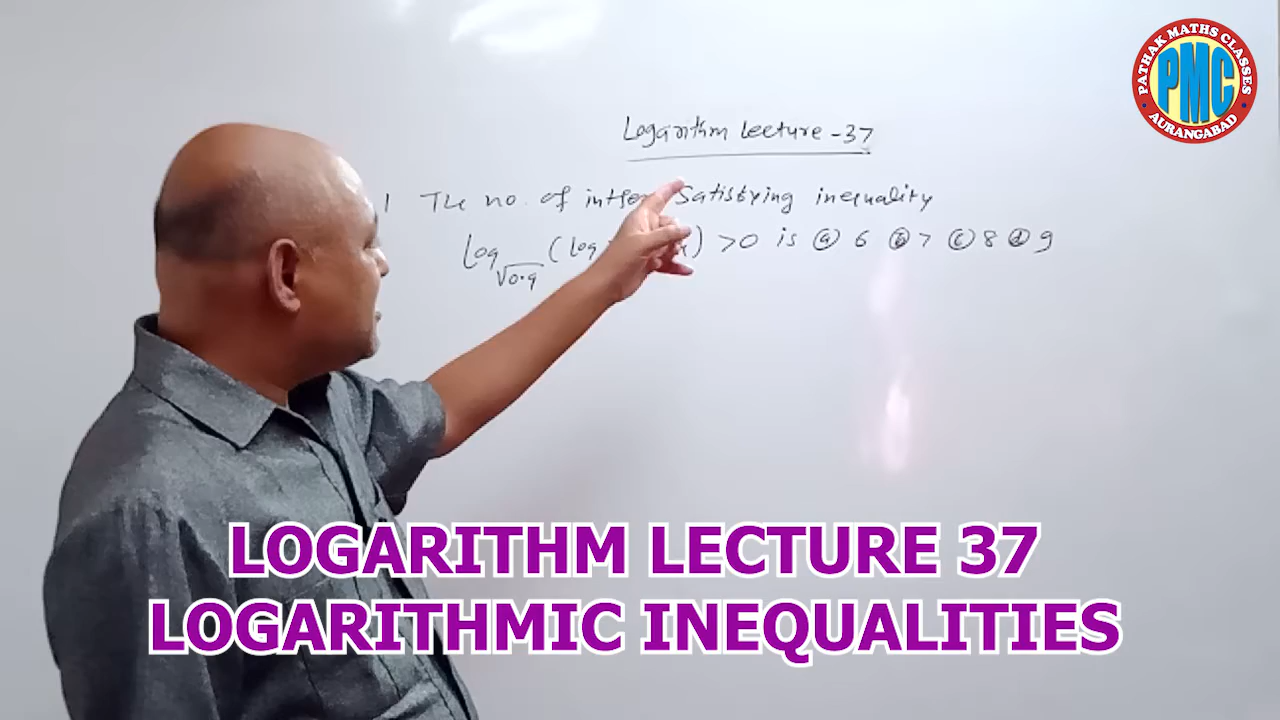 PATHAK MATHS CLASSES
PMC
AURANGABAD
Logarithm Lecture - 37
1 The no. of satisfying inequality
Log√0.9 (log ) >0 is ⓐ 6 ⓑ 7 ⓒ 8 ⓓ 9
LOGARITHM LECTURE 37
LOGARITHMIC INEQUALITIES